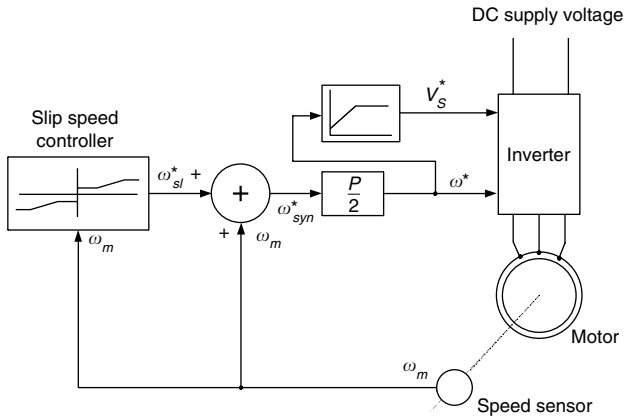 DC supply voltage
Slip speed
controller
V*S
Inverter
ω*sl +
+
P/2
ω*
ω*syn
+
ωm
ωm
Motor
ωm
Speed sensor